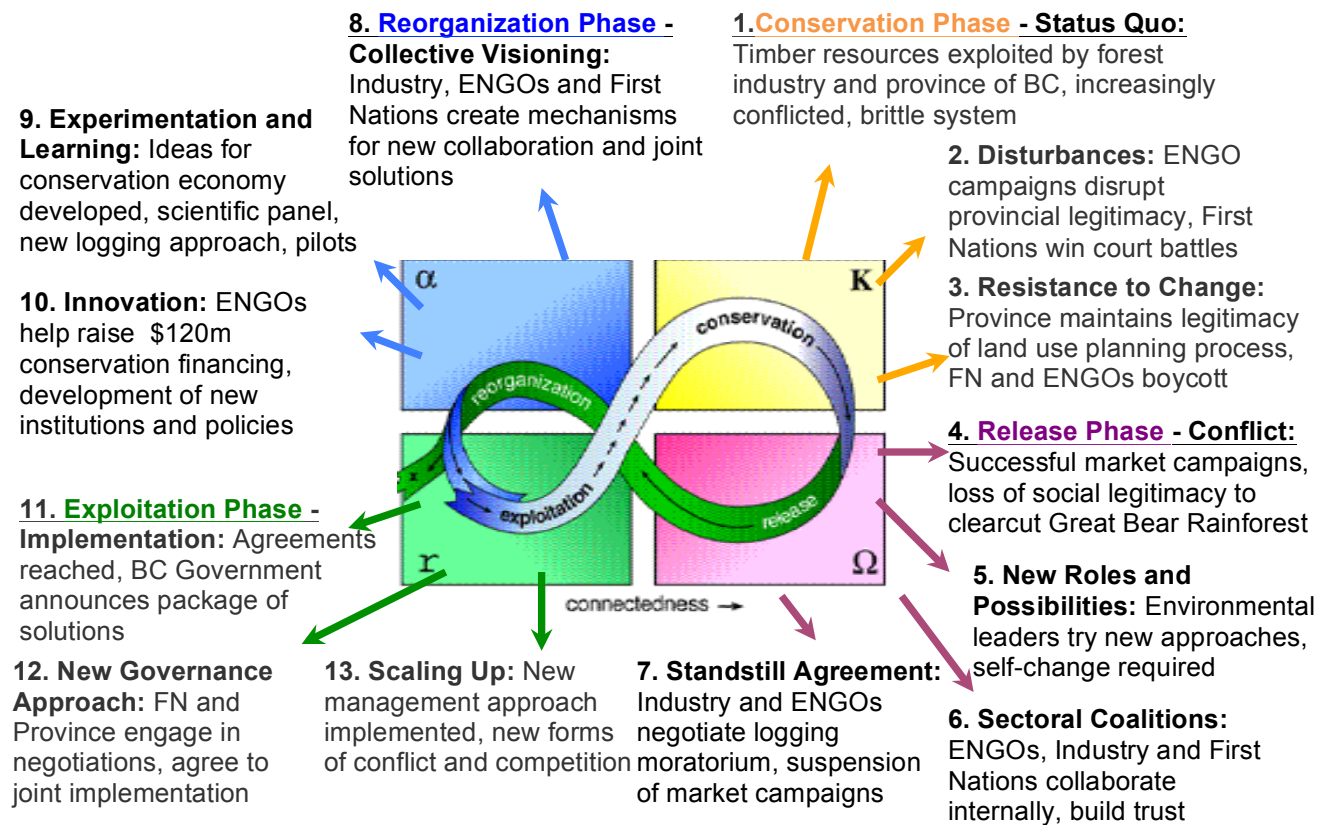 8. Reorganization Phase -
Collective Visioning:
Industry, ENGOs and First
Nations create mechanisms
for new collaboration and joint
solutions
1.Conservation Phase - Status Quo:
Timber resources exploited by forest
industry and province of BC, increasingly
conflicted, brittle system
9. Experimentation and
Learning: Ideas for
conservation economy
developed, scientific panel,
new logging approach, pilots
2. Disturbances: ENGO
campaigns disrupt
provincial legitimacy, First
Nations win court battles
10. Innovation: ENGOs
help raise $120m
conservation financing,
development of new
institutions and policies
3. Resistance to Change:
Province maintains legitimacy
of land use planning process,
FN and ENGOs boycott
α
K
reorganization
conservation
exploitation
release
r
Ω
x
connectedness →
4. Release Phase - Conflict:
Successful market campaigns,
loss of social legitimacy to
clearcut Great Bear Rainforest
11. Exploitation Phase -
Implementation: Agreements
reached, BC Government
announces package of
solutions
5. New Roles and
Possibilities: Environmental
leaders try new approaches,
self-change required
12. New Governance
Approach: FN and
Province engage in
negotiations, agree to
joint implementation
13. Scaling Up: New
management approach
implemented, new forms
of conflict and competition
7. Standstill Agreement:
Industry and ENGOs
negotiate logging
moratorium, suspension
of market campaigns
6. Sectoral Coalitions:
ENGOs, Industry and First
Nations collaborate
internally, build trust